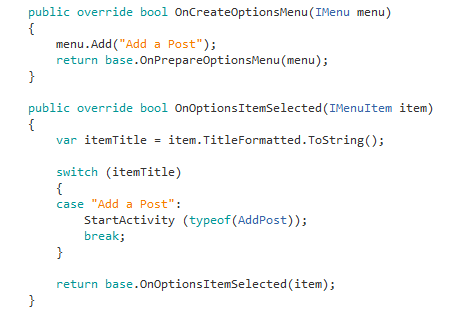 public override bool OnCreateOptionsMenu(IMenu menu)
{
    menu.Add("Add a Post");
    return base.OnPrepareOptionsMenu(menu);
}

public override bool OnOptionsItemSelected(IMenuItem item)
{
    var itemTitle = item.TitleFormatted.ToString();

    switch (itemTitle)
    {
    case "Add a Post":
        StartActivity (typeof(AddPost));
        break;
    }

    return base.OnOptionsItemSelected(item);
}